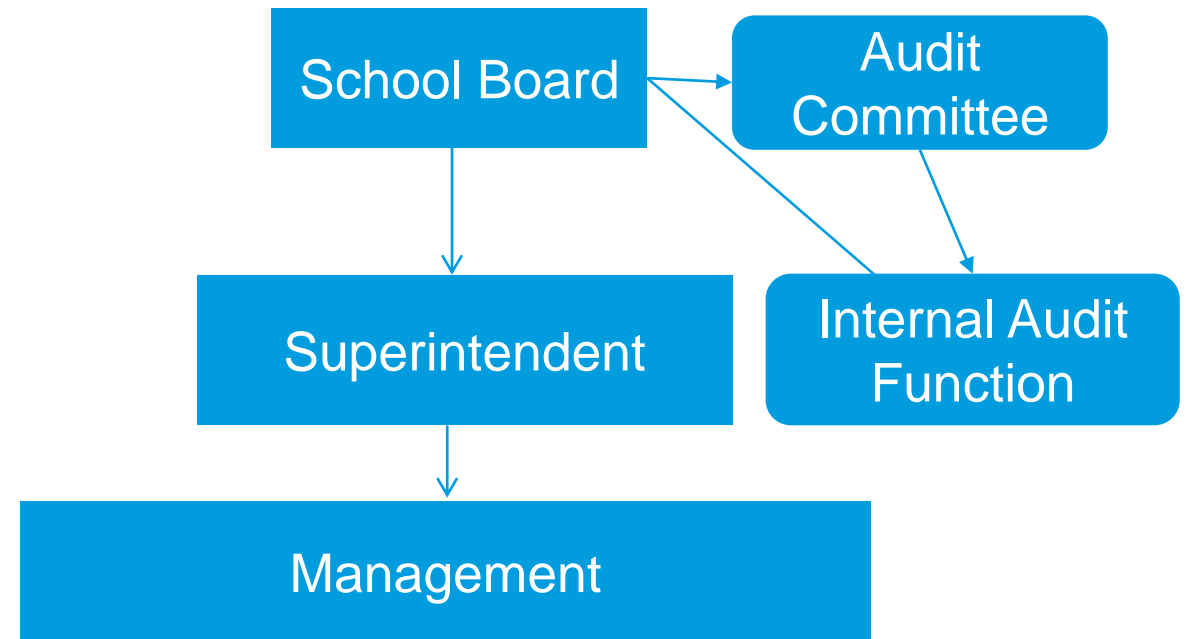 School Board
Audit
Committee
Superintendent
Internal Audit
Function
Management